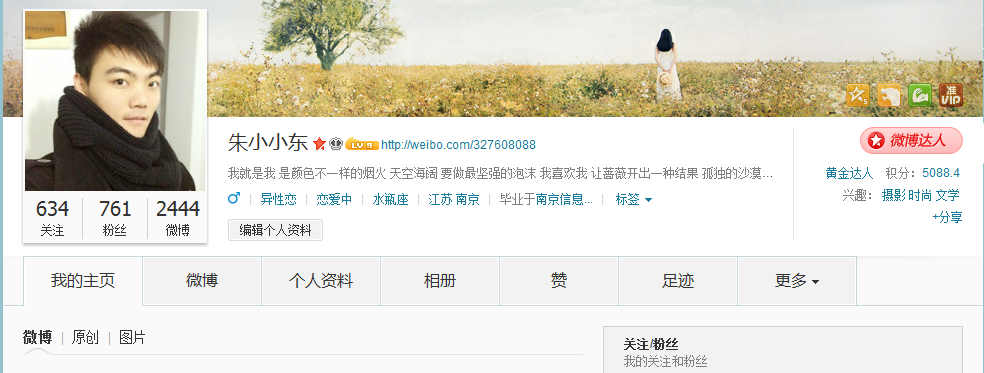 准
VIP
朱小小东 LV 9 http://weibo.com/327608088
微博达人
我就是我 是颜色不一样的烟火 天空海阔 要做最坚强的泡沫 我喜欢我 让蔷薇开出一种结果 孤独的沙漠...
黄金达人 积分：5088.4
♂ | 异性恋 | 恋爱中 | 水瓶座 | 江苏 南京 | 毕业于南京信息... | 标签
兴趣： 摄影 时尚 文学
+分享
634 761 2444
关注 粉丝 微博
编辑个人资料
我的主页 微博 个人资料 相册 赞 足迹 更多
微博 | 原创 | 图片
关注/粉丝
我的关注和粉丝